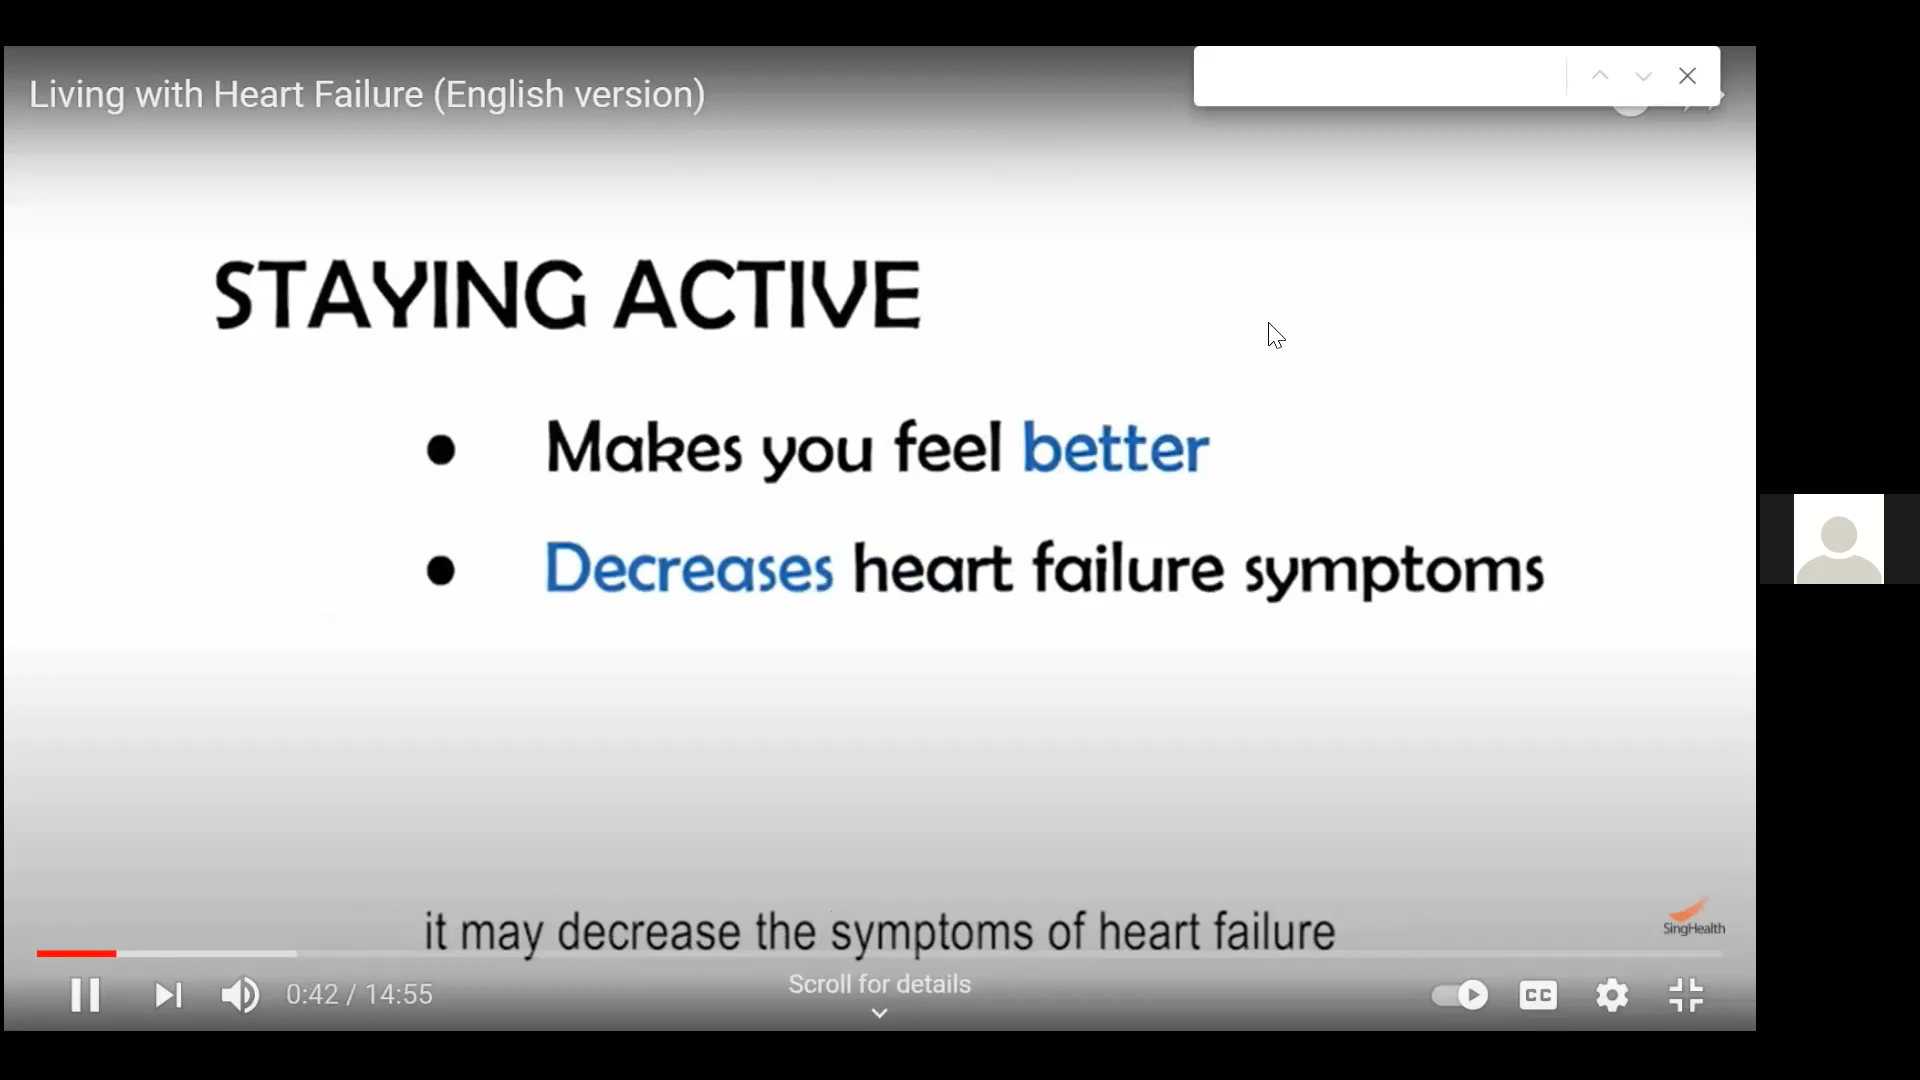 Living with Heart Failure (English version)
STAYING ACTIVE
• Makes you feel better
• Decreases heart failure symptoms
it may decrease the symptoms of heart failure
SingHealth
0:42 / 14:55
Scroll for details
CC